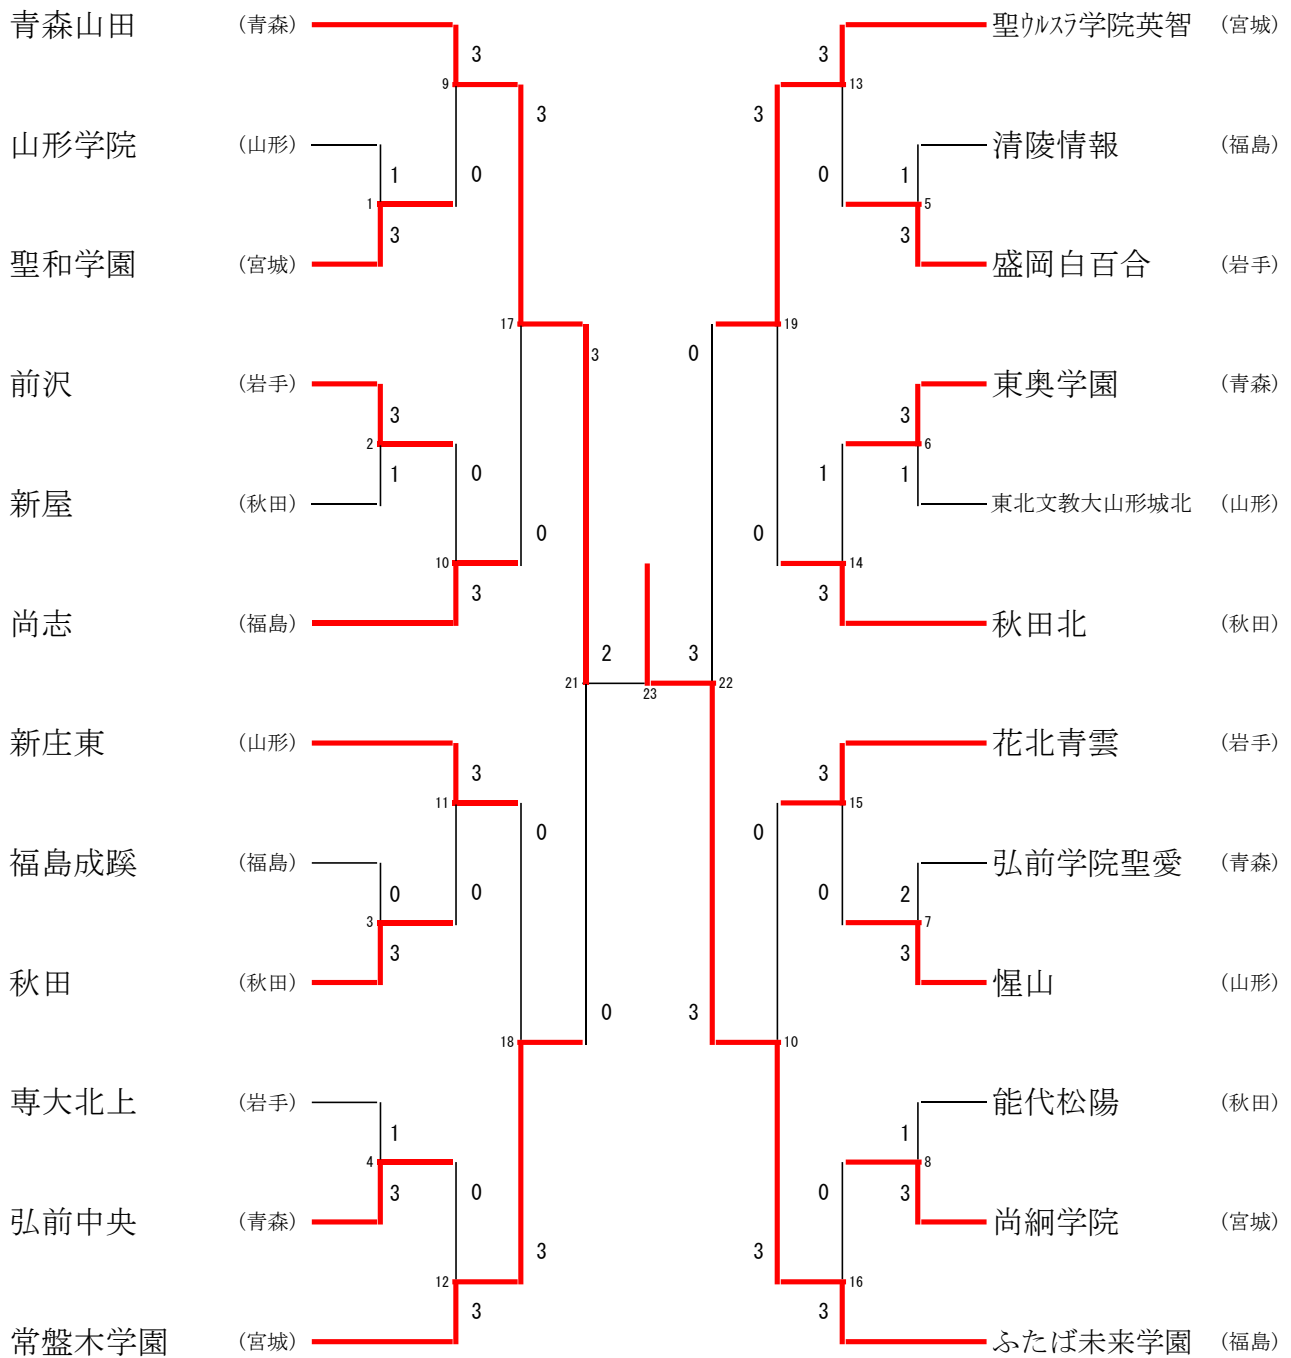 青森山田 (青森)
3
9
3
山形学院 (山形)
1
0
1
3
聖和学園 (宮城)
17
3
前沢 (岩手)
3
2
1
0
新屋 (秋田)
0
10
3
尚志 (福島)
2
21
23
新庄東 (山形)
3
11
0
福島成蹊 (福島)
0
0
3
3
秋田 (秋田)
0
18
専大北上 (岩手)
1
4
3
0
弘前中央 (青森)
3
12
3
常盤木学園 (宮城)
聖ウルスラ学院英智 (宮城)
3
13
3
清陵情報 (福島)
0
1
5
3
盛岡白百合 (岩手)
19
0
東奥学園 (青森)
3
6
1
1
東北文教大山形城北 (山形)
0
14
3
秋田北 (秋田)
3
22
花北青雲 (岩手)
3
15
0
弘前学院聖愛 (青森)
0
2
7
3
惺山 (山形)
3
10
能代松陽 (秋田)
1
8
0
3
尚絅学院 (宮城)
3
16
3
ふたば未来学園 (福島)